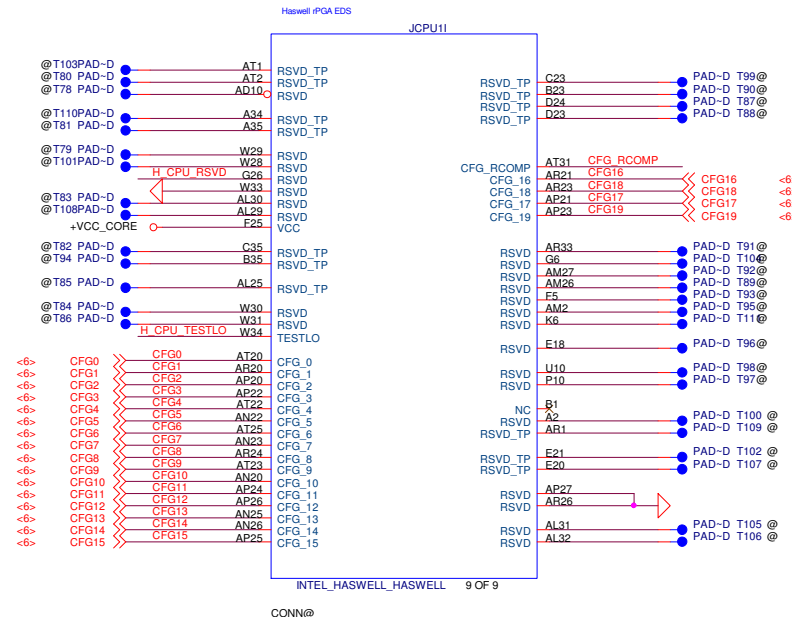 Haswell rPGA EDS
JCPU1I
@T103PAD~D AT1 RSVD_TP
@T80 PAD~D AT2 RSVD_TP
@T78 PAD~D AD10 RSVD
@T110PAD~D A34 RSVD_TP
@T81 PAD~D A35 RSVD_TP
@T79 PAD~D W29 RSVD
@T101PAD~D W28 RSVD
H_CPU_RSVD G26 RSVD
W33 RSVD
@T83 PAD~D AL30 RSVD
@T108PAD~D AL29 RSVD
+VCC_CORE F25 VCC
@T82 PAD~D C35 RSVD_TP
@T94 PAD~D B35 RSVD_TP
@T85 PAD~D AL25 RSVD_TP
@T84 PAD~D W30 RSVD
@T86 PAD~D W31 RSVD
H_CPU_TESTLO W34 TESTLO
<6> CFG0 CFG0 AT20 CFG_0
<6> CFG1 CFG1 AR20 CFG_1
<6> CFG2 CFG2 AP20 CFG_2
<6> CFG3 CFG3 AP22 CFG_3
<6> CFG4 CFG4 AT22 CFG_4
<6> CFG5 CFG5 AN22 CFG_5
<6> CFG6 CFG6 AT25 CFG_6
<6> CFG7 CFG7 AN23 CFG_7
<6> CFG8 CFG8 AR24 CFG_8
<6> CFG9 CFG9 AT23 CFG_9
<6> CFG10 CFG10 AN20 CFG_10
<6> CFG11 CFG11 AP24 CFG_11
<6> CFG12 CFG12 AP26 CFG_12
<6> CFG13 CFG13 AN25 CFG_13
<6> CFG14 CFG14 AN26 CFG_14
<6> CFG15 CFG15 AP25 CFG_15
RSVD_TP C23 PAD~D T99@
RSVD_TP B23 PAD~D T90@
RSVD_TP D24 PAD~D T87@
RSVD_TP D23 PAD~D T88@
CFG_RCOMP AT31 CFG_RCOMP
CFG_16 AR21 CFG16 CFG16 <6
CFG_18 AR23 CFG18 CFG18 <6
CFG_17 AP21 CFG17 CFG17 <6
CFG_19 AP23 CFG19 CFG19 <6
RSVD AR33 PAD~D T91@
RSVD G6 PAD~D T104@
RSVD AM27 PAD~D T92@
RSVD AM26 PAD~D T89@
RSVD F5 PAD~D T93@
RSVD AM2 PAD~D T95@
RSVD K6 PAD~D T111@
RSVD E18 PAD~D T96@
RSVD U10 PAD~D T98@
RSVD P10 PAD~D T97@
NC B1
RSVD A2 PAD~D T100 @
RSVD_TP AR1 PAD~D T109 @
RSVD_TP E21 PAD~D T102 @
RSVD_TP E20 PAD~D T107 @
RSVD AP27
RSVD AR26
RSVD AL31 PAD~D T105 @
RSVD AL32 PAD~D T106 @
INTEL_HASWELL_HASWELL 9 OF 9
CONN@